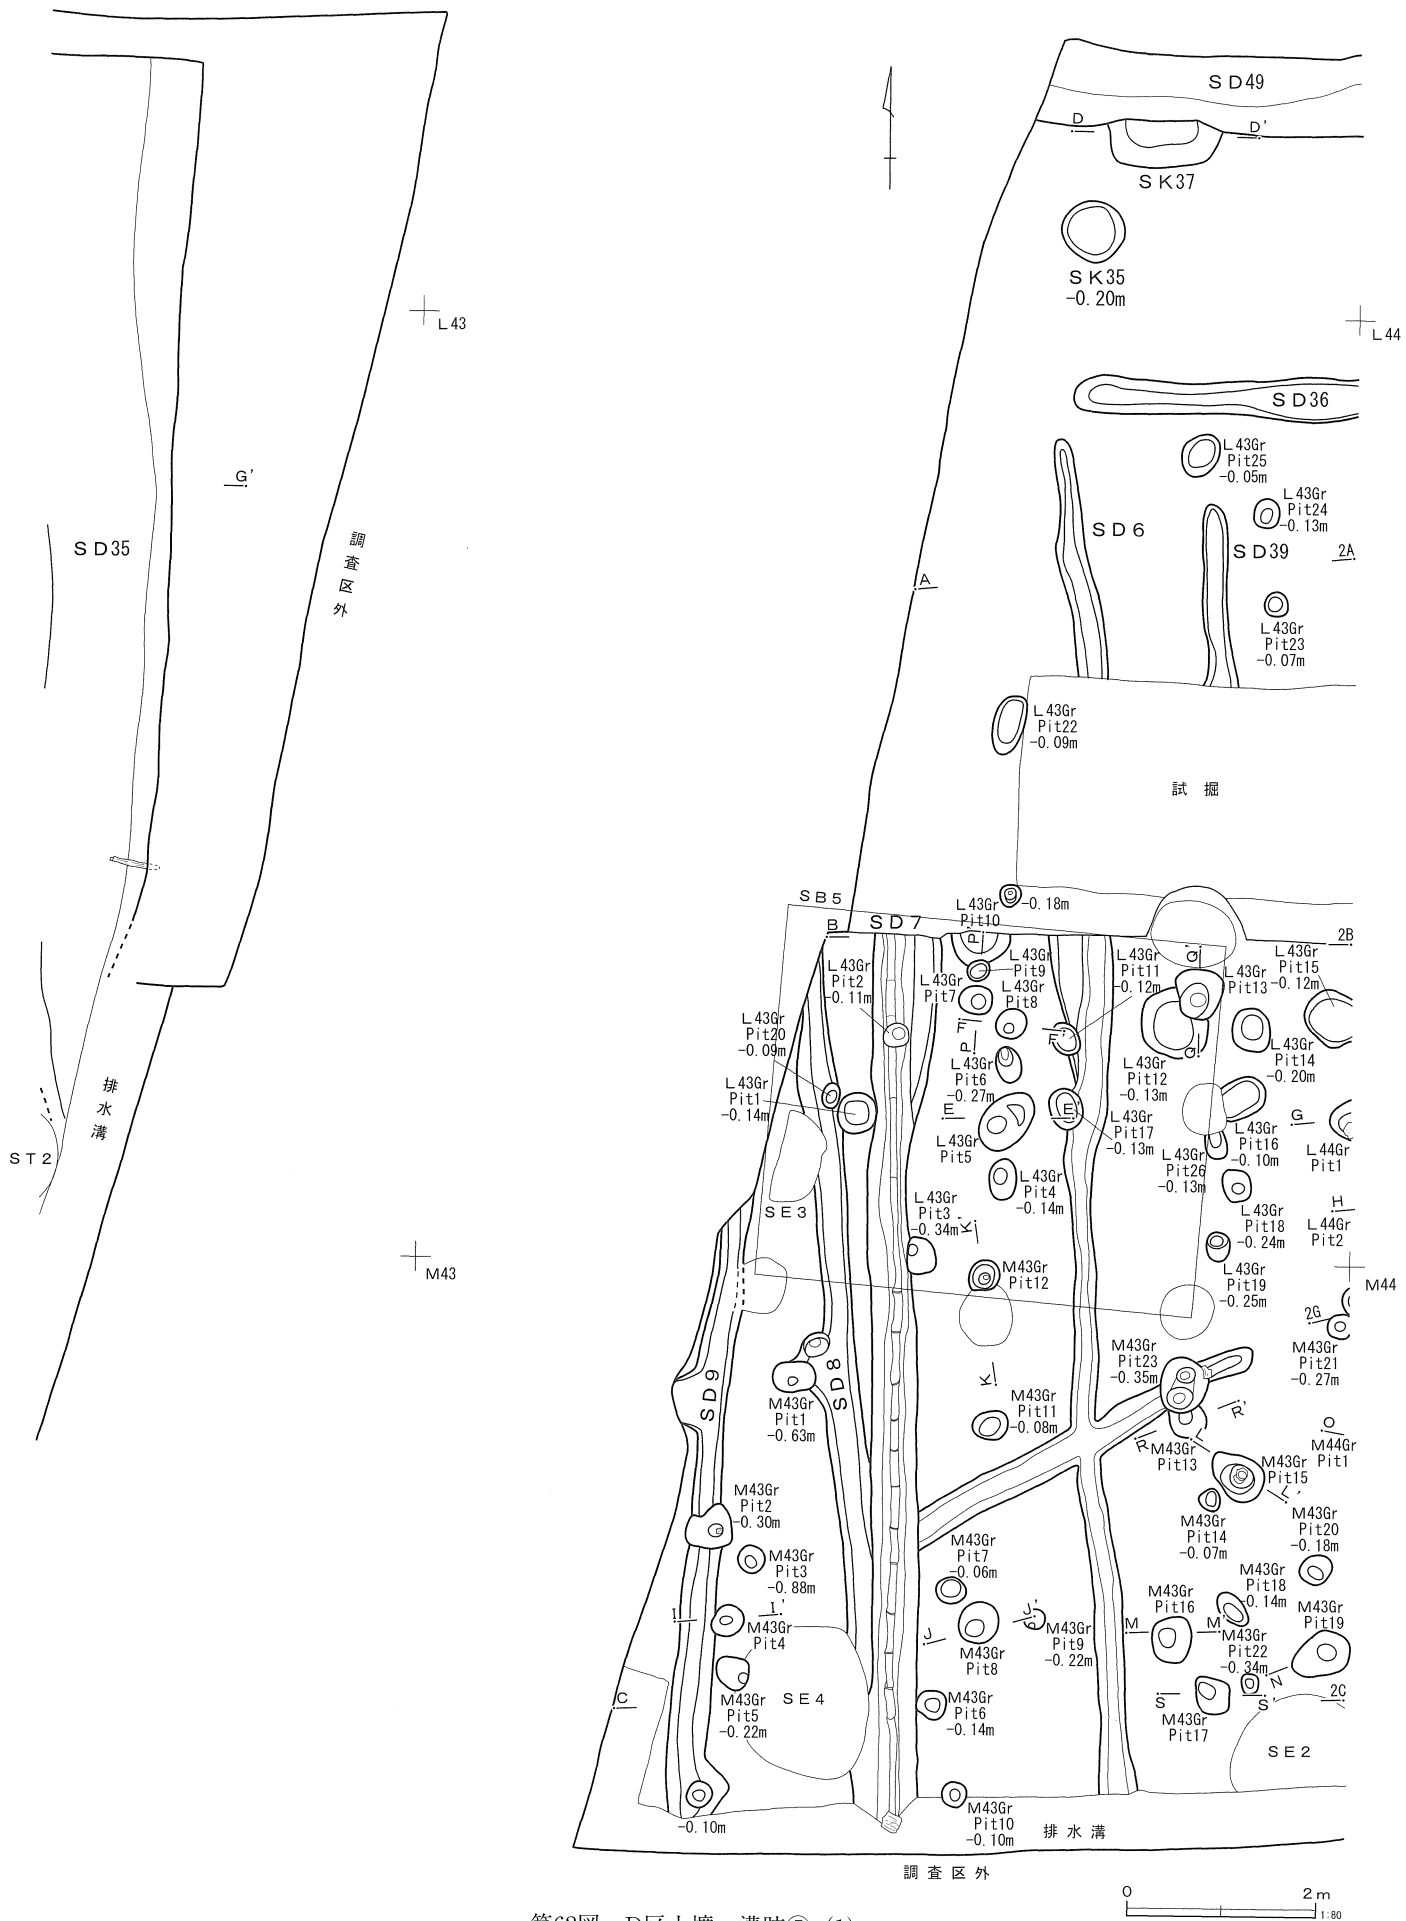 SD49
D
D'
SK37
SK35
-0.20m
L43
L44
SD36
L43Gr
Pit25
-0.05m
G'
L43Gr
Pit24
-0.13m
SD35
調査区外
SD6
SD39
2A
A
L43Gr
Pit23
-0.07m
L43Gr
Pit22
-0.09m
試掘
SB5
-0.18m
L43Gr
Pit10
SD7
B
P'
2B
L43Gr
Pit2
-0.11m
L43Gr
Pit9
L43Gr
Pit7
L43Gr
Pit8
L43Gr
Pit11
-0.12m
Q'
L43Gr
Pit13
L43Gr
Pit15
-0.12m
L43Gr
Pit20
-0.09m
F
F'
P
Q
L43Gr
Pit14
-0.20m
L43Gr
Pit6
-0.27m
L43Gr
Pit12
-0.13m
L43Gr
Pit1
-0.14m
E
E'
L43Gr
Pit5
L43Gr
Pit17
-0.13m
L43Gr
Pit16
-0.10m
G
L44Gr
Pit1
排水溝
ST2
L43Gr
Pit26
-0.13m
L43Gr
Pit4
-0.14m
SE3
L43Gr
Pit3
-0.34m
K'
L43Gr
Pit18
-0.24m
H
L44Gr
Pit2
M43
M43Gr
Pit12
L43Gr
Pit19
-0.25m
M44
2G
M43Gr
Pit21
-0.27m
M43Gr
Pit23
-0.35m
SD9
SD8
M43Gr
Pit1
-0.63m
K
M43Gr
Pit11
-0.08m
R'
R
L
M43Gr
Pit13
O
M44Gr
Pit1
M43Gr
Pit15
L'
M43Gr
Pit2
-0.30m
M43Gr
Pit14
-0.07m
M43Gr
Pit20
-0.18m
M43Gr
Pit3
-0.88m
M43Gr
Pit7
-0.06m
M43Gr
Pit18
-0.14m
M43Gr
Pit16
M43Gr
Pit19
I
I'
M43Gr
Pit4
J
J'
M43Gr
Pit8
M43Gr
Pit9
-0.22m
M
M'
M43Gr
Pit22
-0.34m
N
C
M43Gr
Pit5
-0.22m
SE4
M43Gr
Pit6
-0.14m
S
S'
M43Gr
Pit17
2C
SE2
-0.10m
M43Gr
Pit10
-0.10m
排水溝
調査区外
0
2m
1:80